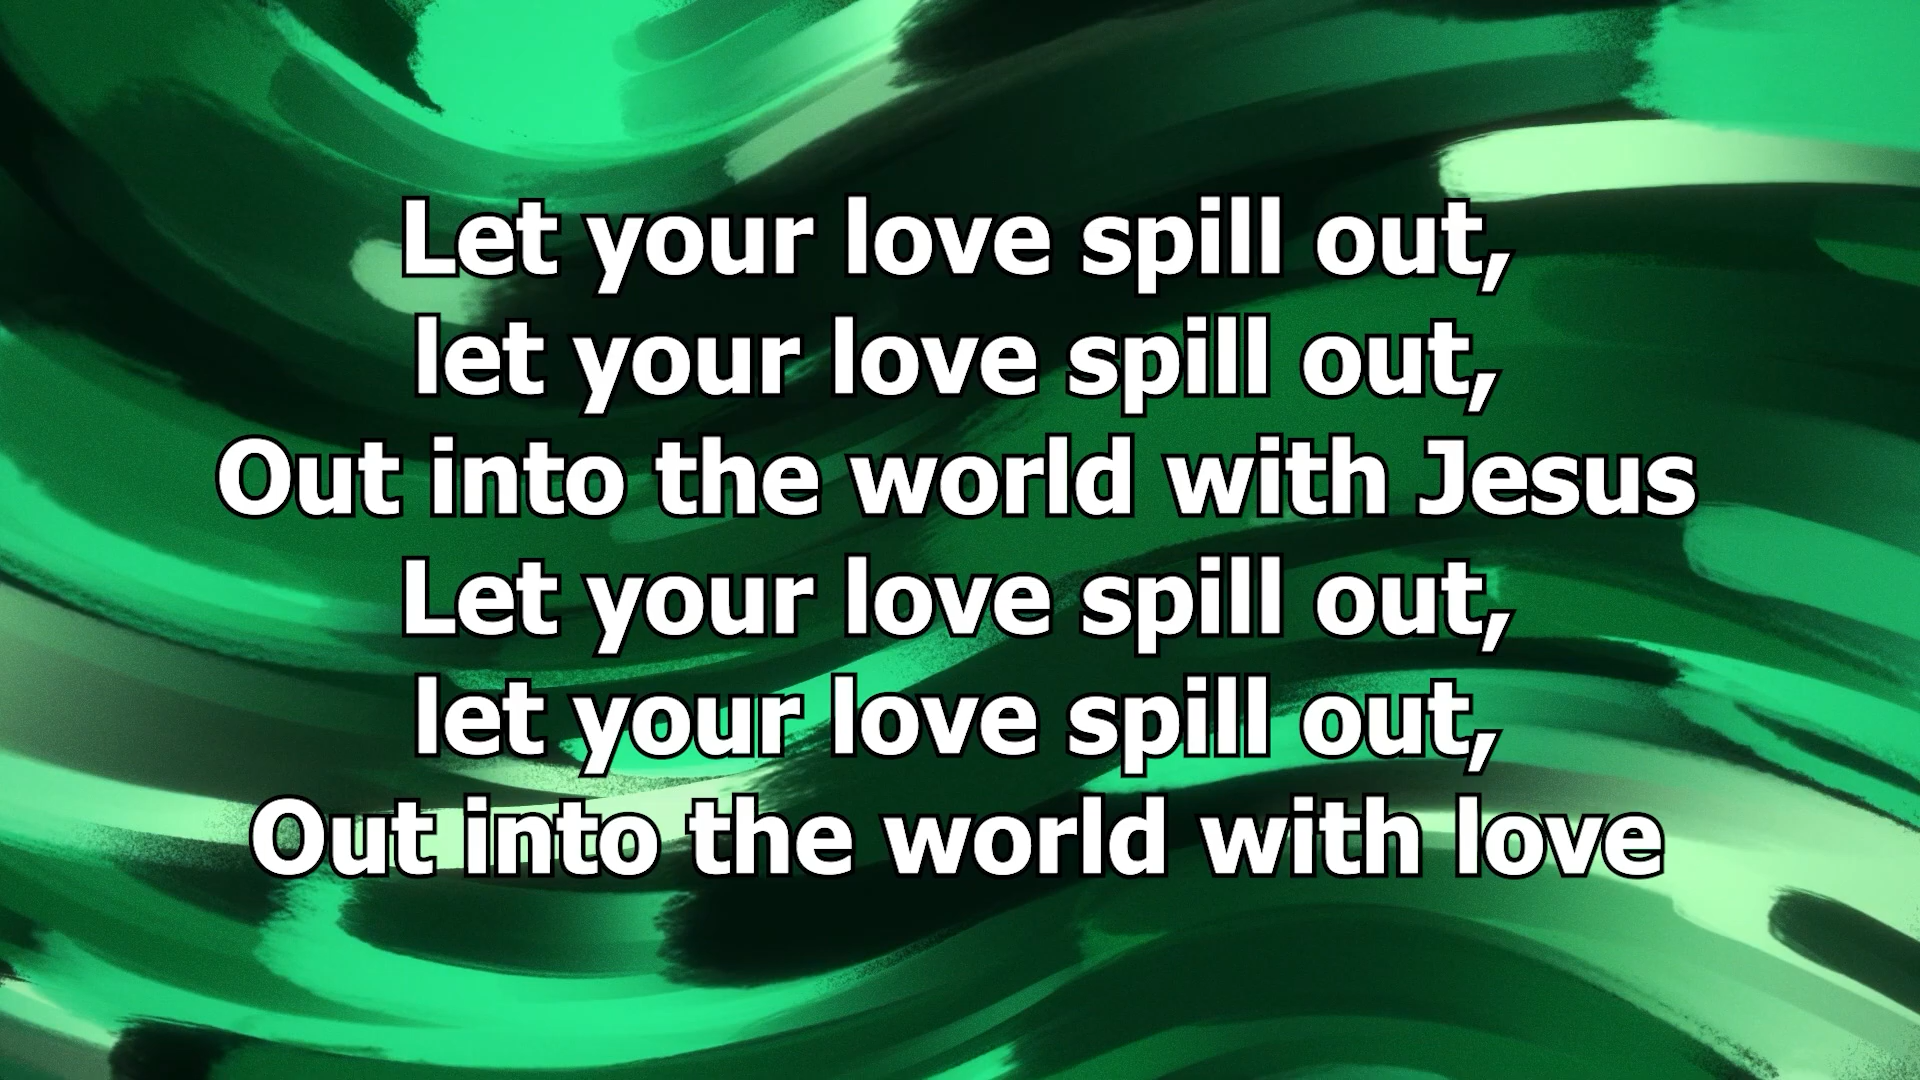 Let your love spill out,
let your love spill out,
Out into the world with Jesus
Let your love spill out,
let your love spill out,
Out into the world with love